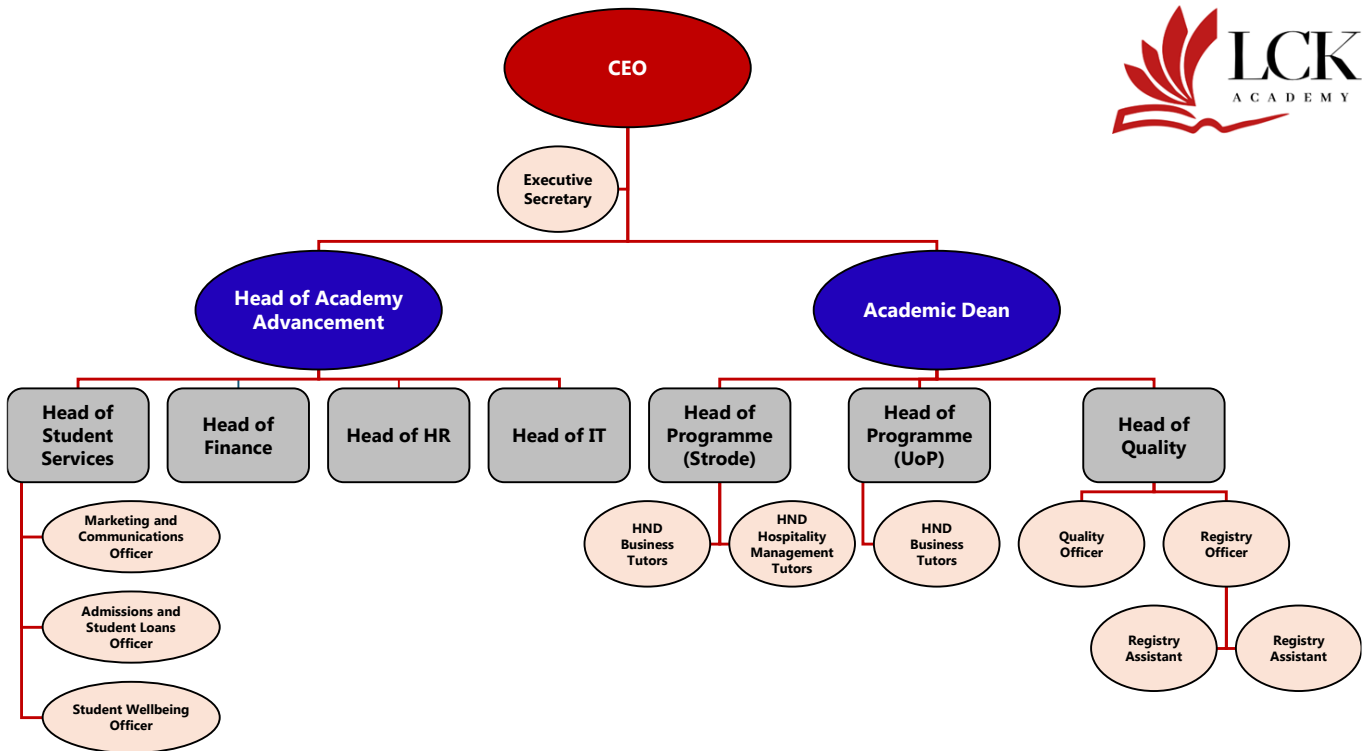 CEO
LCK
ACADEMY
Executive
Secretary
Head of Academy
Advancement
Academic Dean
Head of
Student
Services
Head of
Finance
Head of HR
Head of IT
Head of
Programme
(Strode)
Head of
Programme
(UoP)
Head of
Quality
Marketing and
Communications
Officer
Admissions and
Student Loans
Officer
Student Wellbeing
Officer
HND
Business
Tutors
HND
Hospitality
Management
Tutors
HND
Business
Tutors
Quality
Officer
Registry
Officer
Registry
Assistant
Registry
Assistant